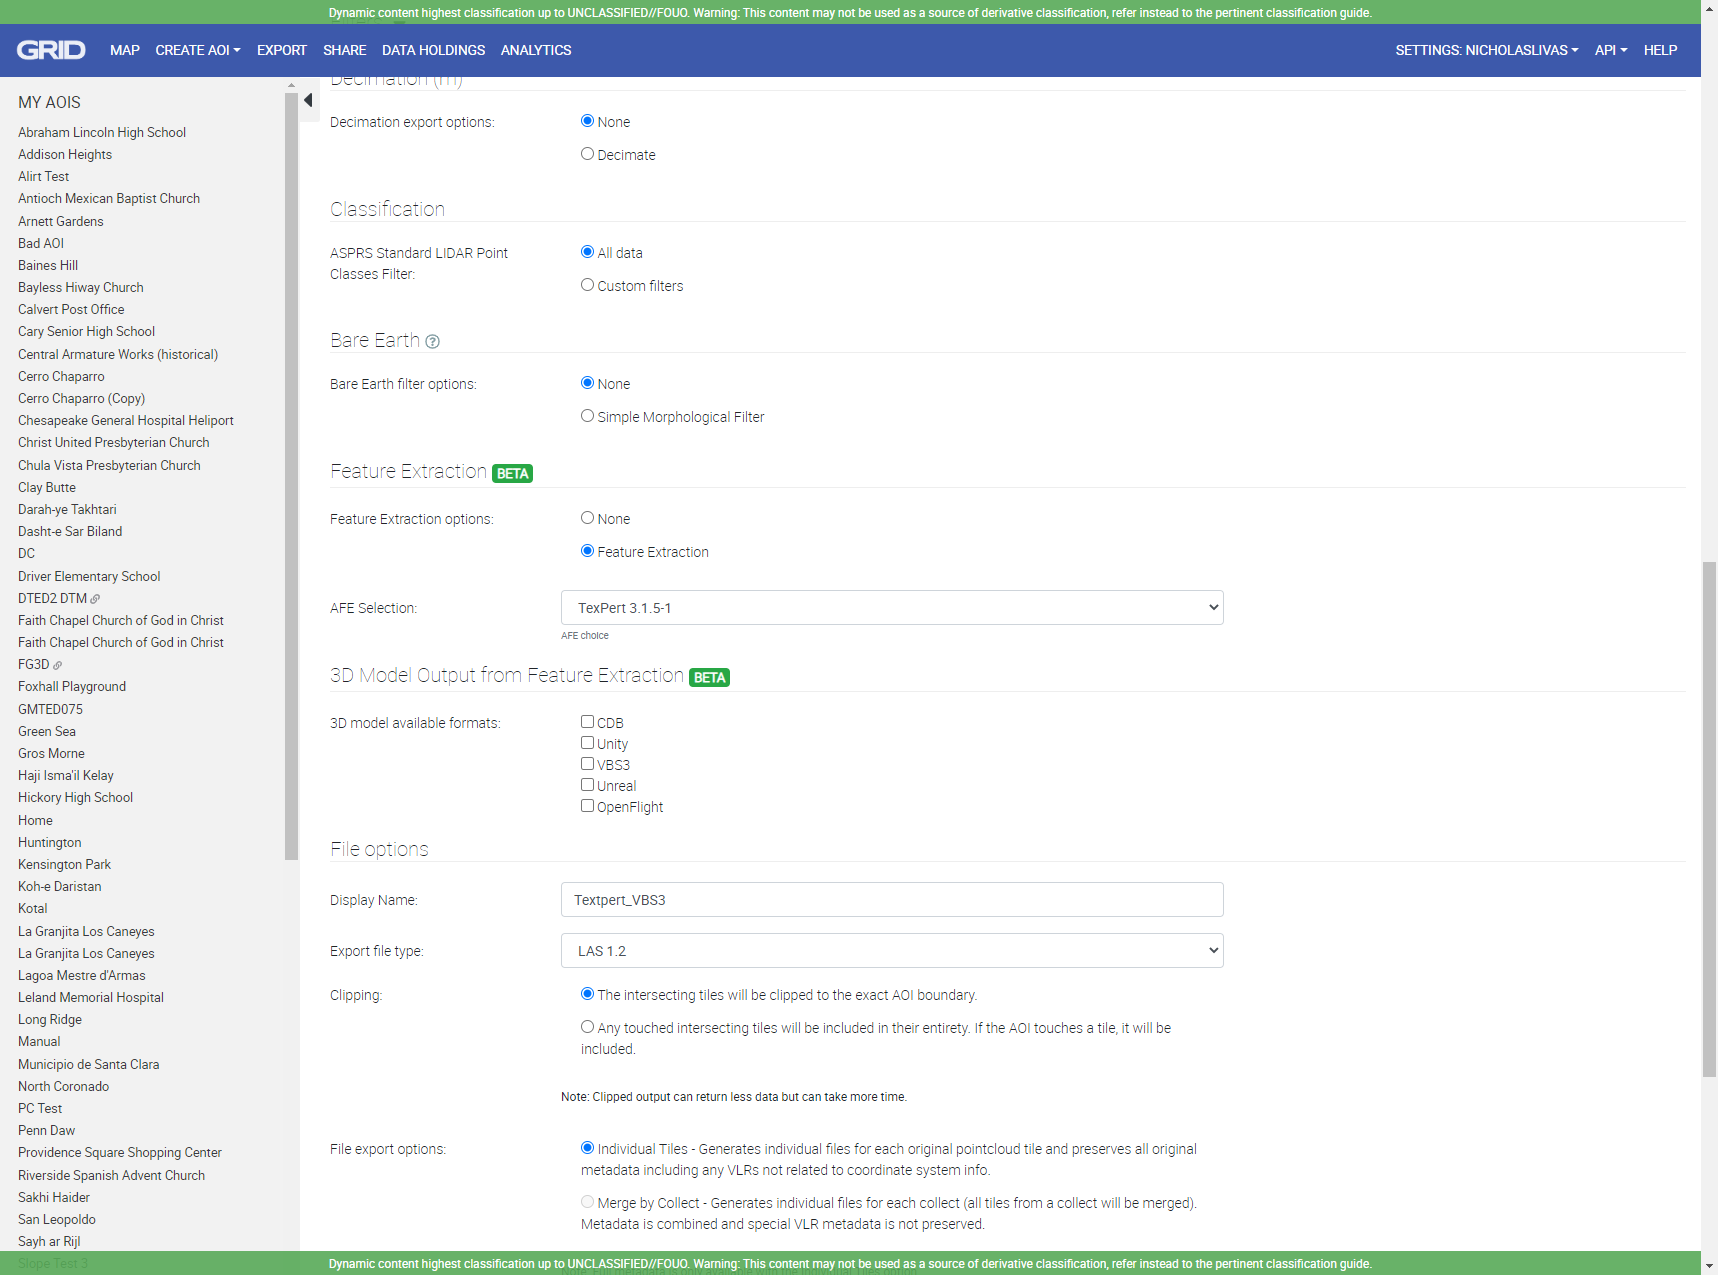 Dynamic content highest classification up to UNCLASSIFIED//FOUO. Warning: This content may not be used as a source of derivative classification, refer instead to the pertinent classification guide.
GRID MAP CREATE AOI EXPORT SHARE DATA HOLDINGS ANALYTICS SETTINGS: NICHOLASLIVAS API HELP
MY AOIS
Abraham Lincoln High School
Addison Heights
Alirt Test
Antioch Mexican Baptist Church
Arnett Gardens
Bad AOI
Baines Hill
Bayless Hiway Church
Calvert Post Office
Cary Senior High School
Central Armature Works (historical)
Cerro Chaparro
Cerro Chaparro (Copy)
Chesapeake General Hospital Heliport
Christ United Presbyterian Church
Chula Vista Presbyterian Church
Clay Butte
Darah-ye Takhtari
Dasht-e Sar Biland
DC
Driver Elementary School
DTED2 DTM
Faith Chapel Church of God in Christ
Faith Chapel Church of God in Christ
FG3D
Foxhall Playground
GMTED075
Green Sea
Gros Morne
Haji Isma'il Kelay
Hickory High School
Home
Huntington
Kensington Park
Koh-e Daristan
Kotal
La Granjita Los Caneyes
La Granjita Los Caneyes
Lagoa Mestre d'Armas
Leland Memorial Hospital
Long Ridge
Manual
Municipio de Santa Clara
North Coronado
PC Test
Penn Daw
Providence Square Shopping Center
Riverside Spanish Advent Church
Sakhi Haider
San Leopoldo
Sayh ar Rijl
Slope Test 3
Decimation (m)
Decimation export options:
None
Decimate
Classification
ASPRS Standard LIDAR Point
Classes Filter:
All data
Custom filters
Bare Earth ?
Bare Earth filter options:
None
Simple Morphological Filter
Feature Extraction BETA
Feature Extraction options:
None
Feature Extraction
AFE Selection:
TexPert 3.1.5-1
AFE choice
3D Model Output from Feature Extraction BETA
3D model available formats:
CDB
Unity
VBS3
Unreal
OpenFlight
File options
Display Name:
Textpert_VBS3
Export file type:
LAS 1.2
Clipping:
The intersecting tiles will be clipped to the exact AOI boundary.
Any touched intersecting tiles will be included in their entirety. If the AOI touches a tile, it will be
included.
Note: Clipped output can return less data but can take more time.
File export options:
Individual Tiles - Generates individual files for each original pointcloud tile and preserves all original
metadata including any VLRs not related to coordinate system info.
Merge by Collect - Generates individual files for each collect (all tiles from a collect will be merged).
Metadata is combined and special VLR metadata is not preserved.
Dynamic content highest classification up to UNCLASSIFIED//FOUO. Warning: This content may not be used as a source of derivative classification, refer instead to the pertinent classification guide.